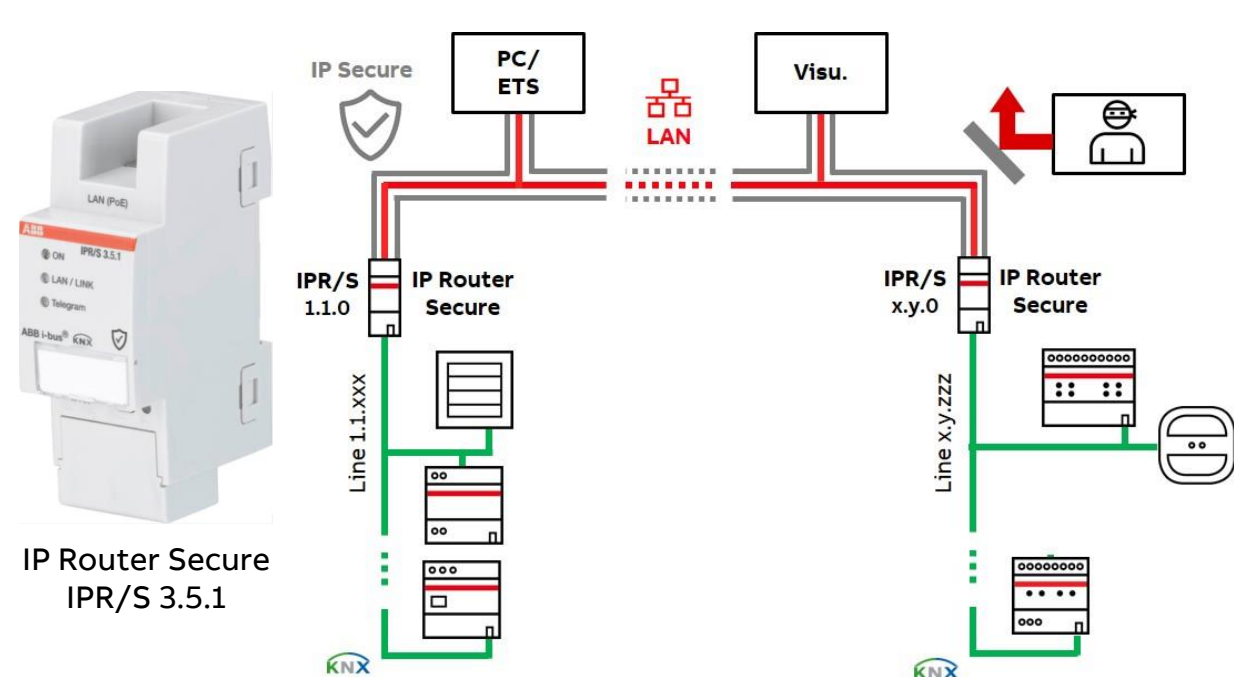 LAN (PoE)
ABB
IPR/S 3.5.1
ON
LAN / LINK
Telegram
ABB i-bus® KNX
IP Router Secure
IPR/S 3.5.1
IP Secure
PC/
ETS
LAN
Visu.
IPR/S
1.1.0
IP Router
Secure
Line 1.1.xxx
KNX
IPR/S
x.y.0
IP Router
Secure
Line x.y.zzz
KNX